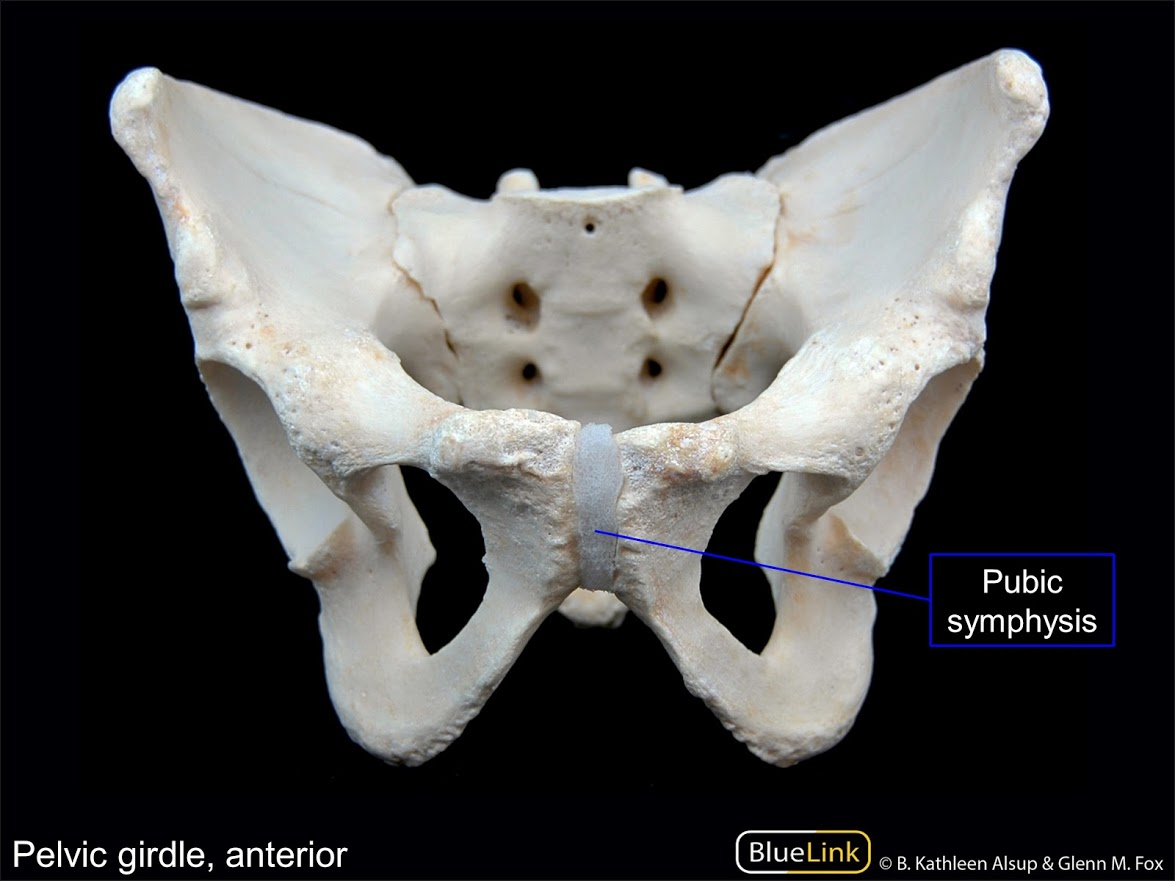 Pubic
symphysis
Pelvic girdle, anterior
BlueLink © B. Kathleen Alsup & Glenn M. Fox